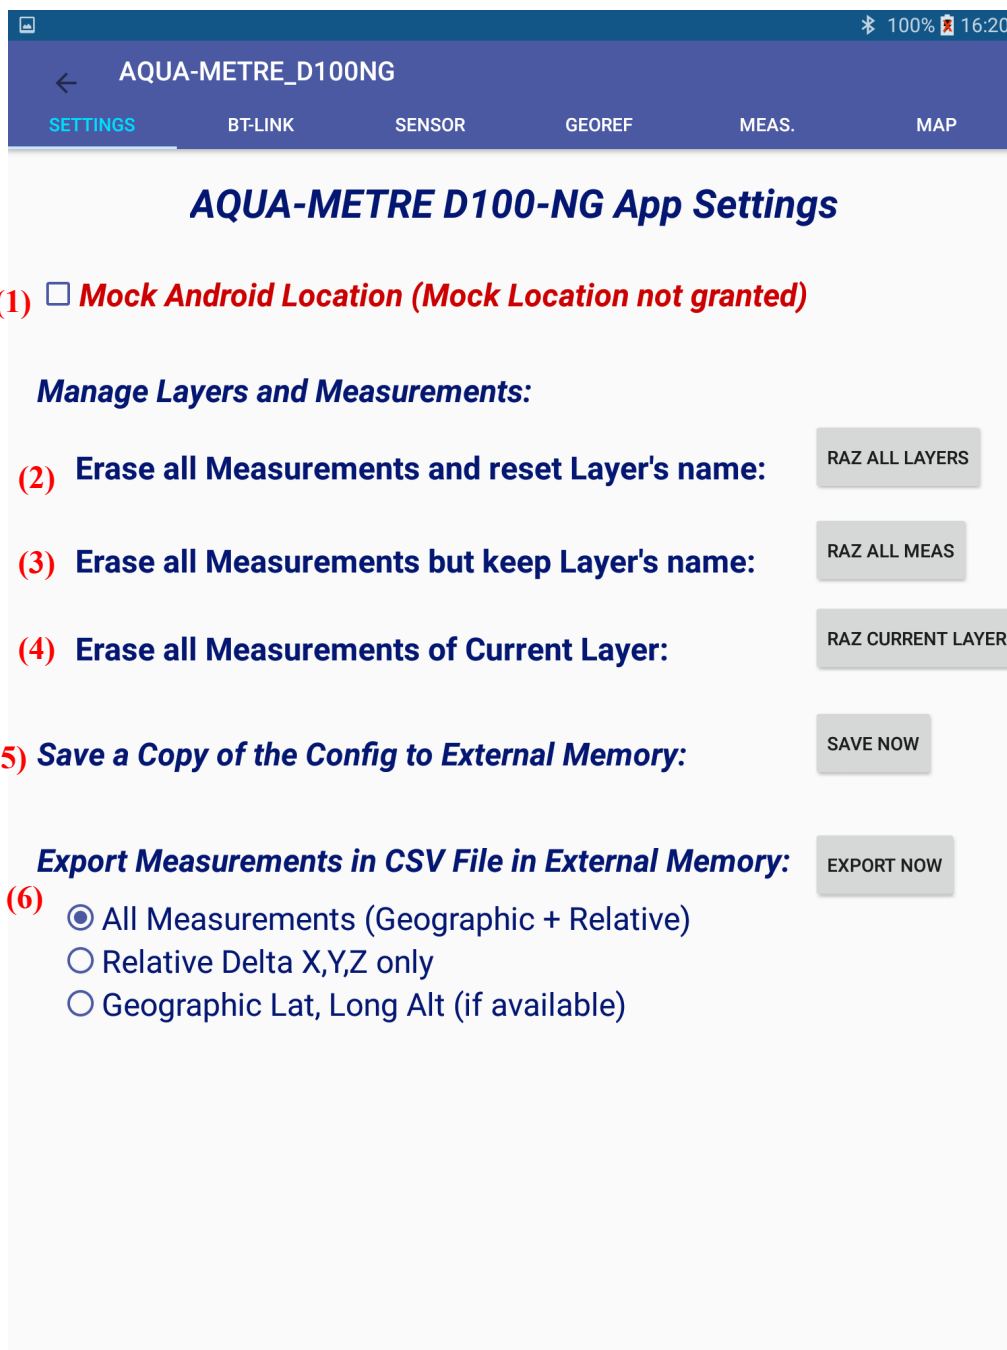 100% 16:20
AQUA-METRE_D100NG
SETTINGS BT-LINK SENSOR GEOREF MEAS. MAP
AQUA-METRE D100-NG App Settings
(1) Mock Android Location (Mock Location not granted)
Manage Layers and Measurements:
(2) Erase all Measurements and reset Layer's name: RAZ ALL LAYERS
(3) Erase all Measurements but keep Layer's name: RAZ ALL MEAS
(4) Erase all Measurements of Current Layer: RAZ CURRENT LAYER
5) Save a Copy of the Config to External Memory: SAVE NOW
Export Measurements in CSV File in External Memory: EXPORT NOW
(6)
All Measurements (Geographic + Relative)
Relative Delta X,Y,Z only
Geographic Lat, Long Alt (if available)